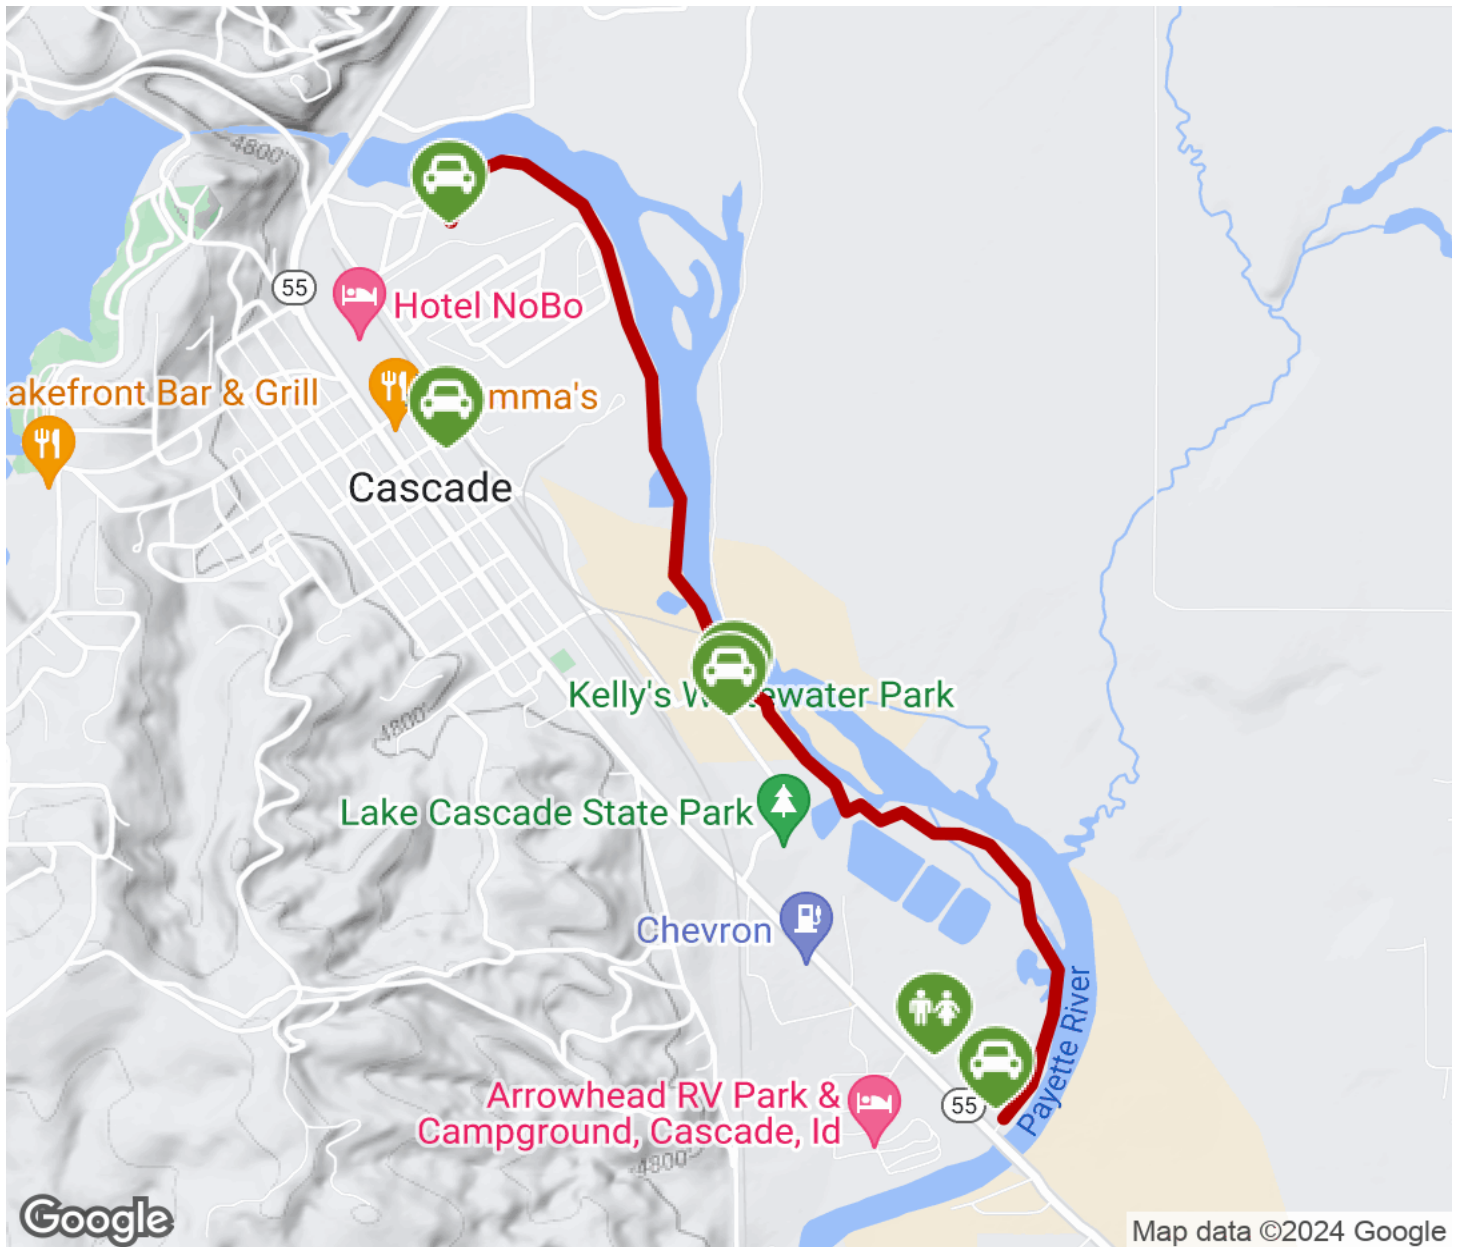 4800'
55
Hotel NoBo
akefront Bar & Grill
mma's
Cascade
Kelly's W tewater Park
4800'
Lake Cascade State Park
Chevron
Payette River
Arrowhead RV Park &
Campground, Cascade, Id
55
4800'
Google
Map data ©2024 Google